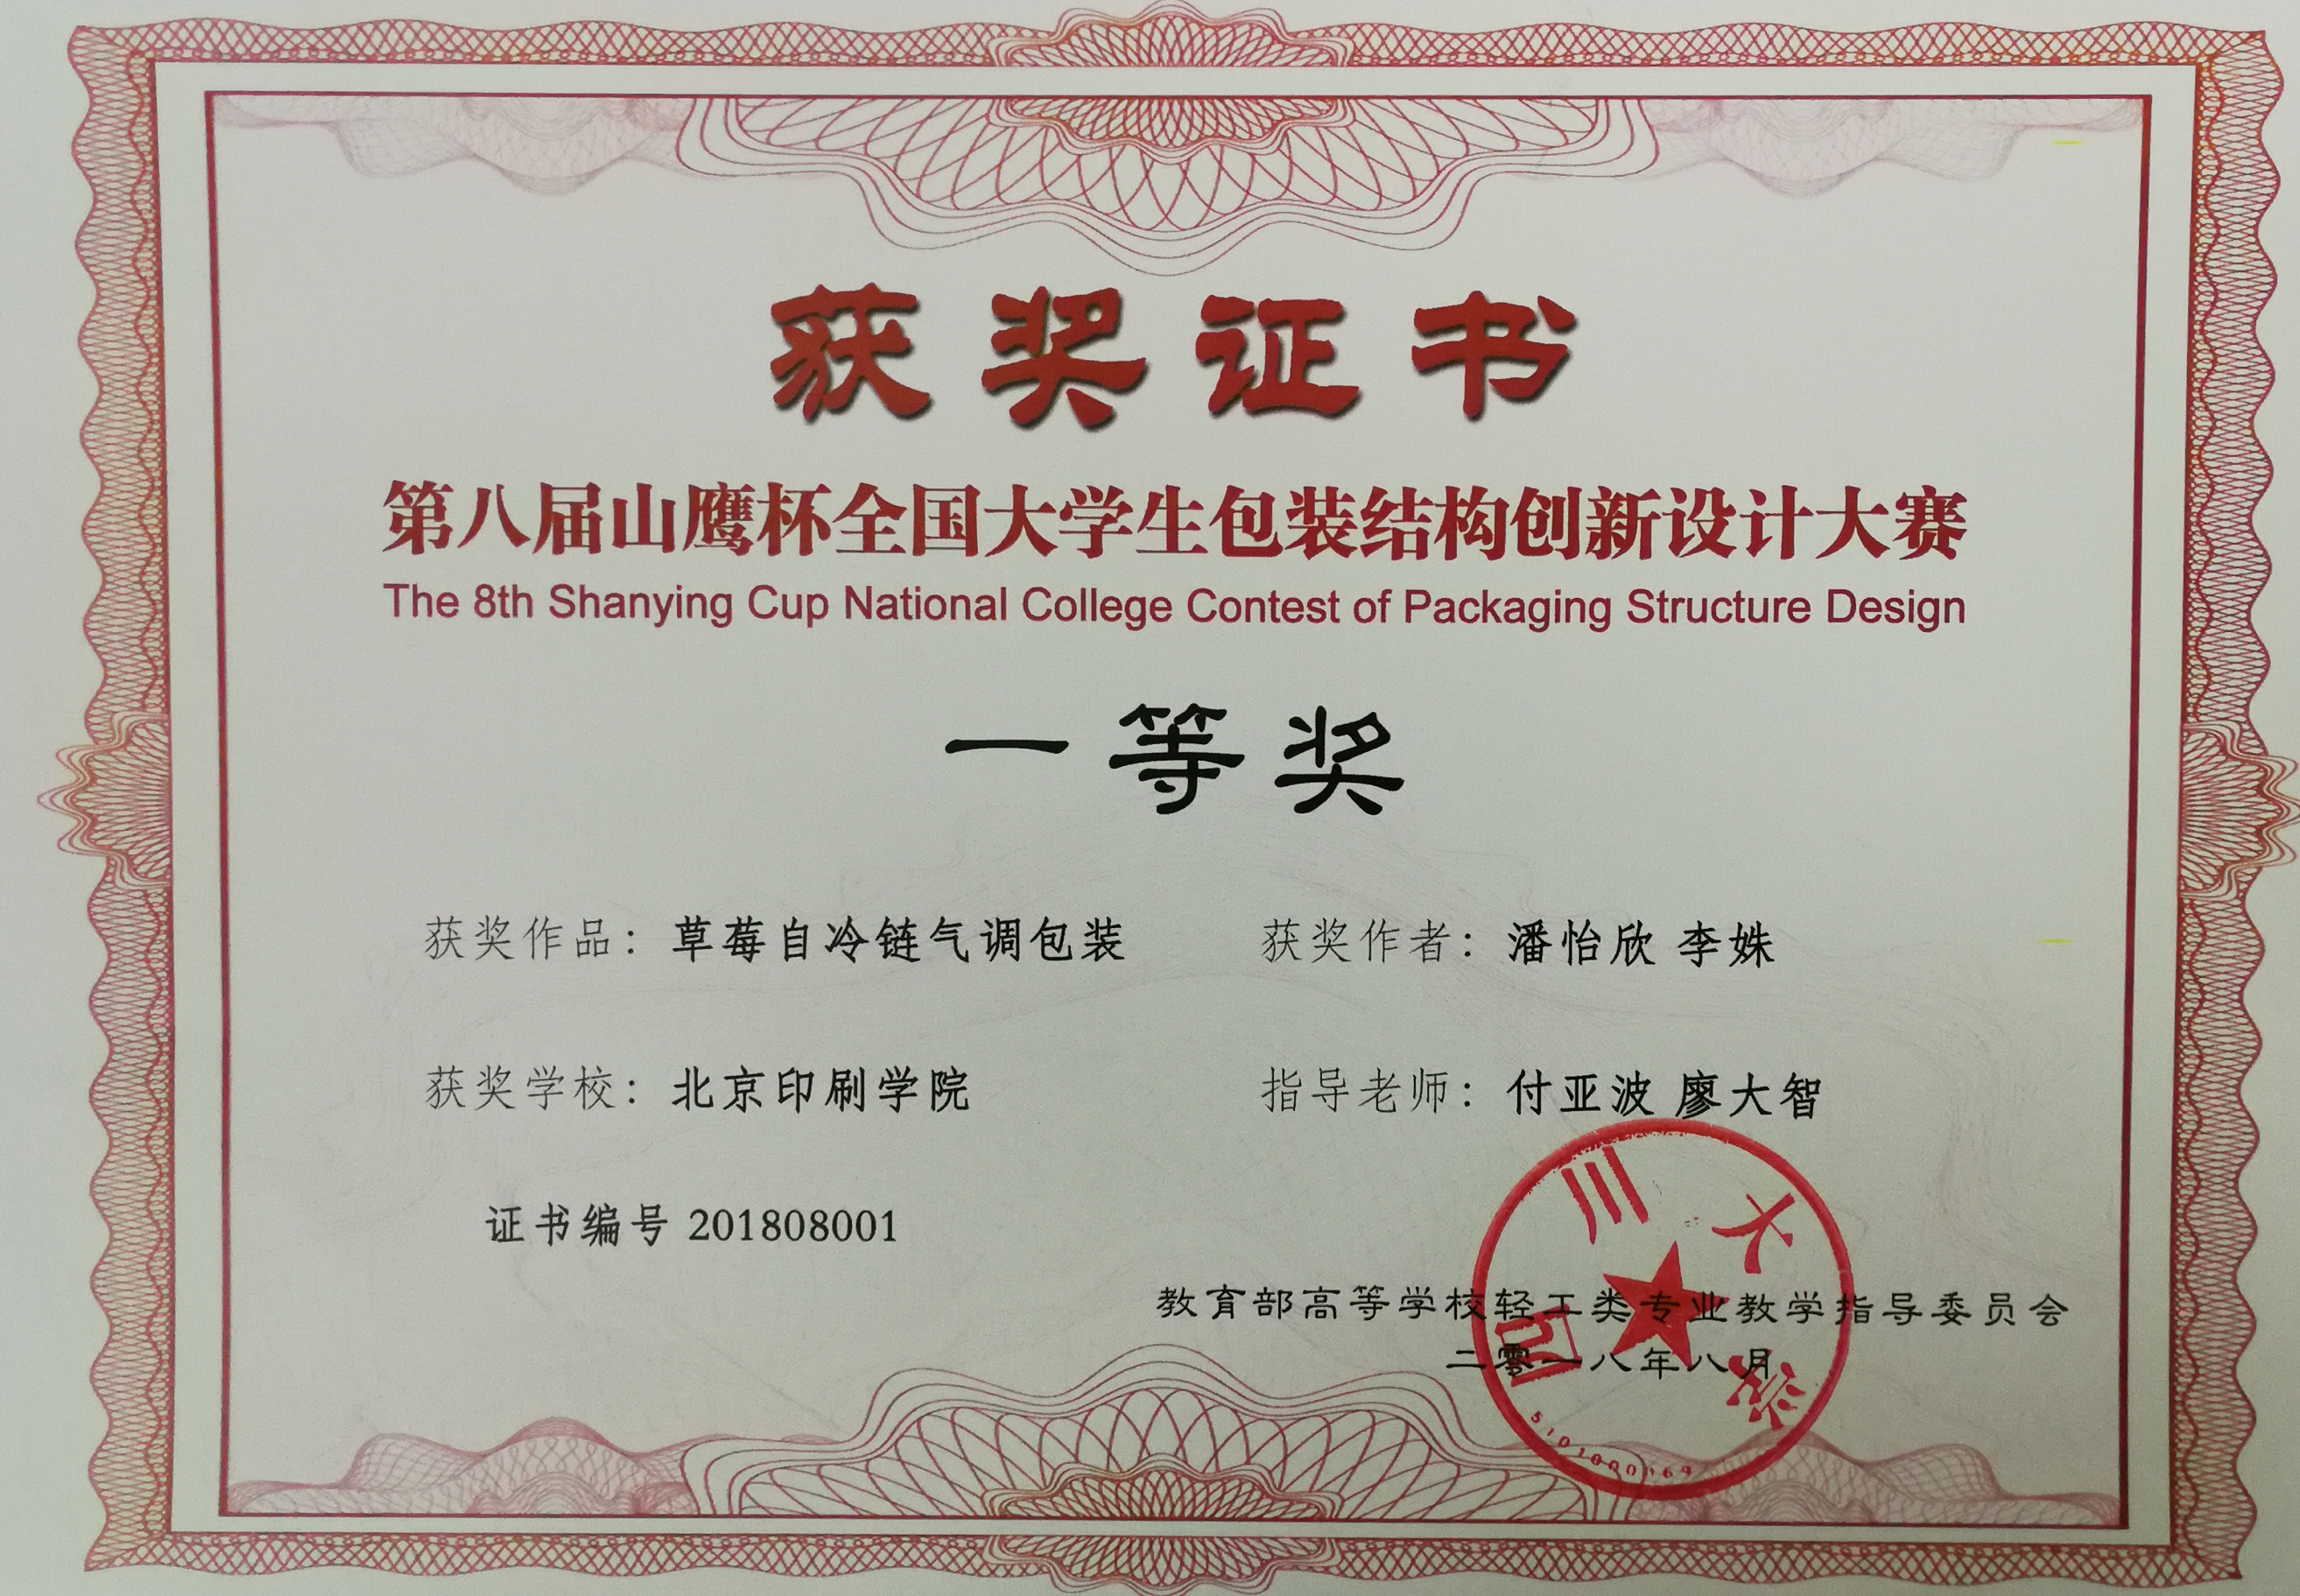 获奖证书
第八届山鹰杯全国大学生包装结构创新设计大赛
The 8th Shanying Cup National College Contest of Packaging Structure Design
一等奖
获奖作品：草莓自冷链气调包装 获奖作者：潘怡欣 李姝
获奖学校：北京印刷学院 指导老师：付亚波 廖大智
证书编号 201808001
教育部高等学校轻工类专业教学指导委员会
二零一八年八月
四川大学